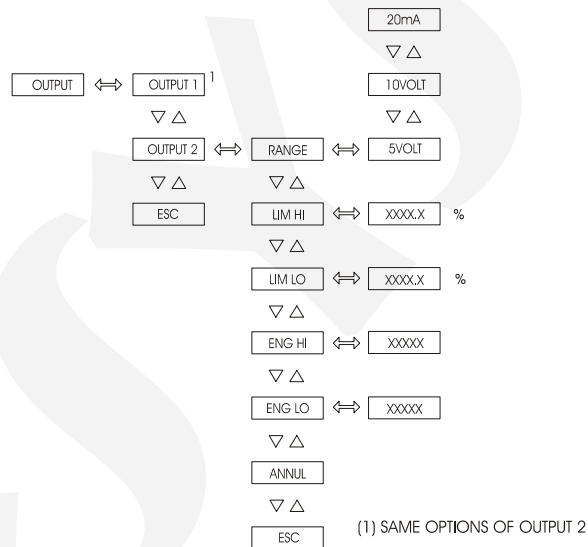 20mA
OUTPUT OUTPUT 1 1 10VOLT
OUTPUT 2 RANGE 5VOLT
ESC LIM HI XXXX.X %
LIM LO XXXX.X %
ENG HI XXXXX
ENG LO XXXXX
ANNUL
ESC
(1) SAME OPTIONS OF OUTPUT 2